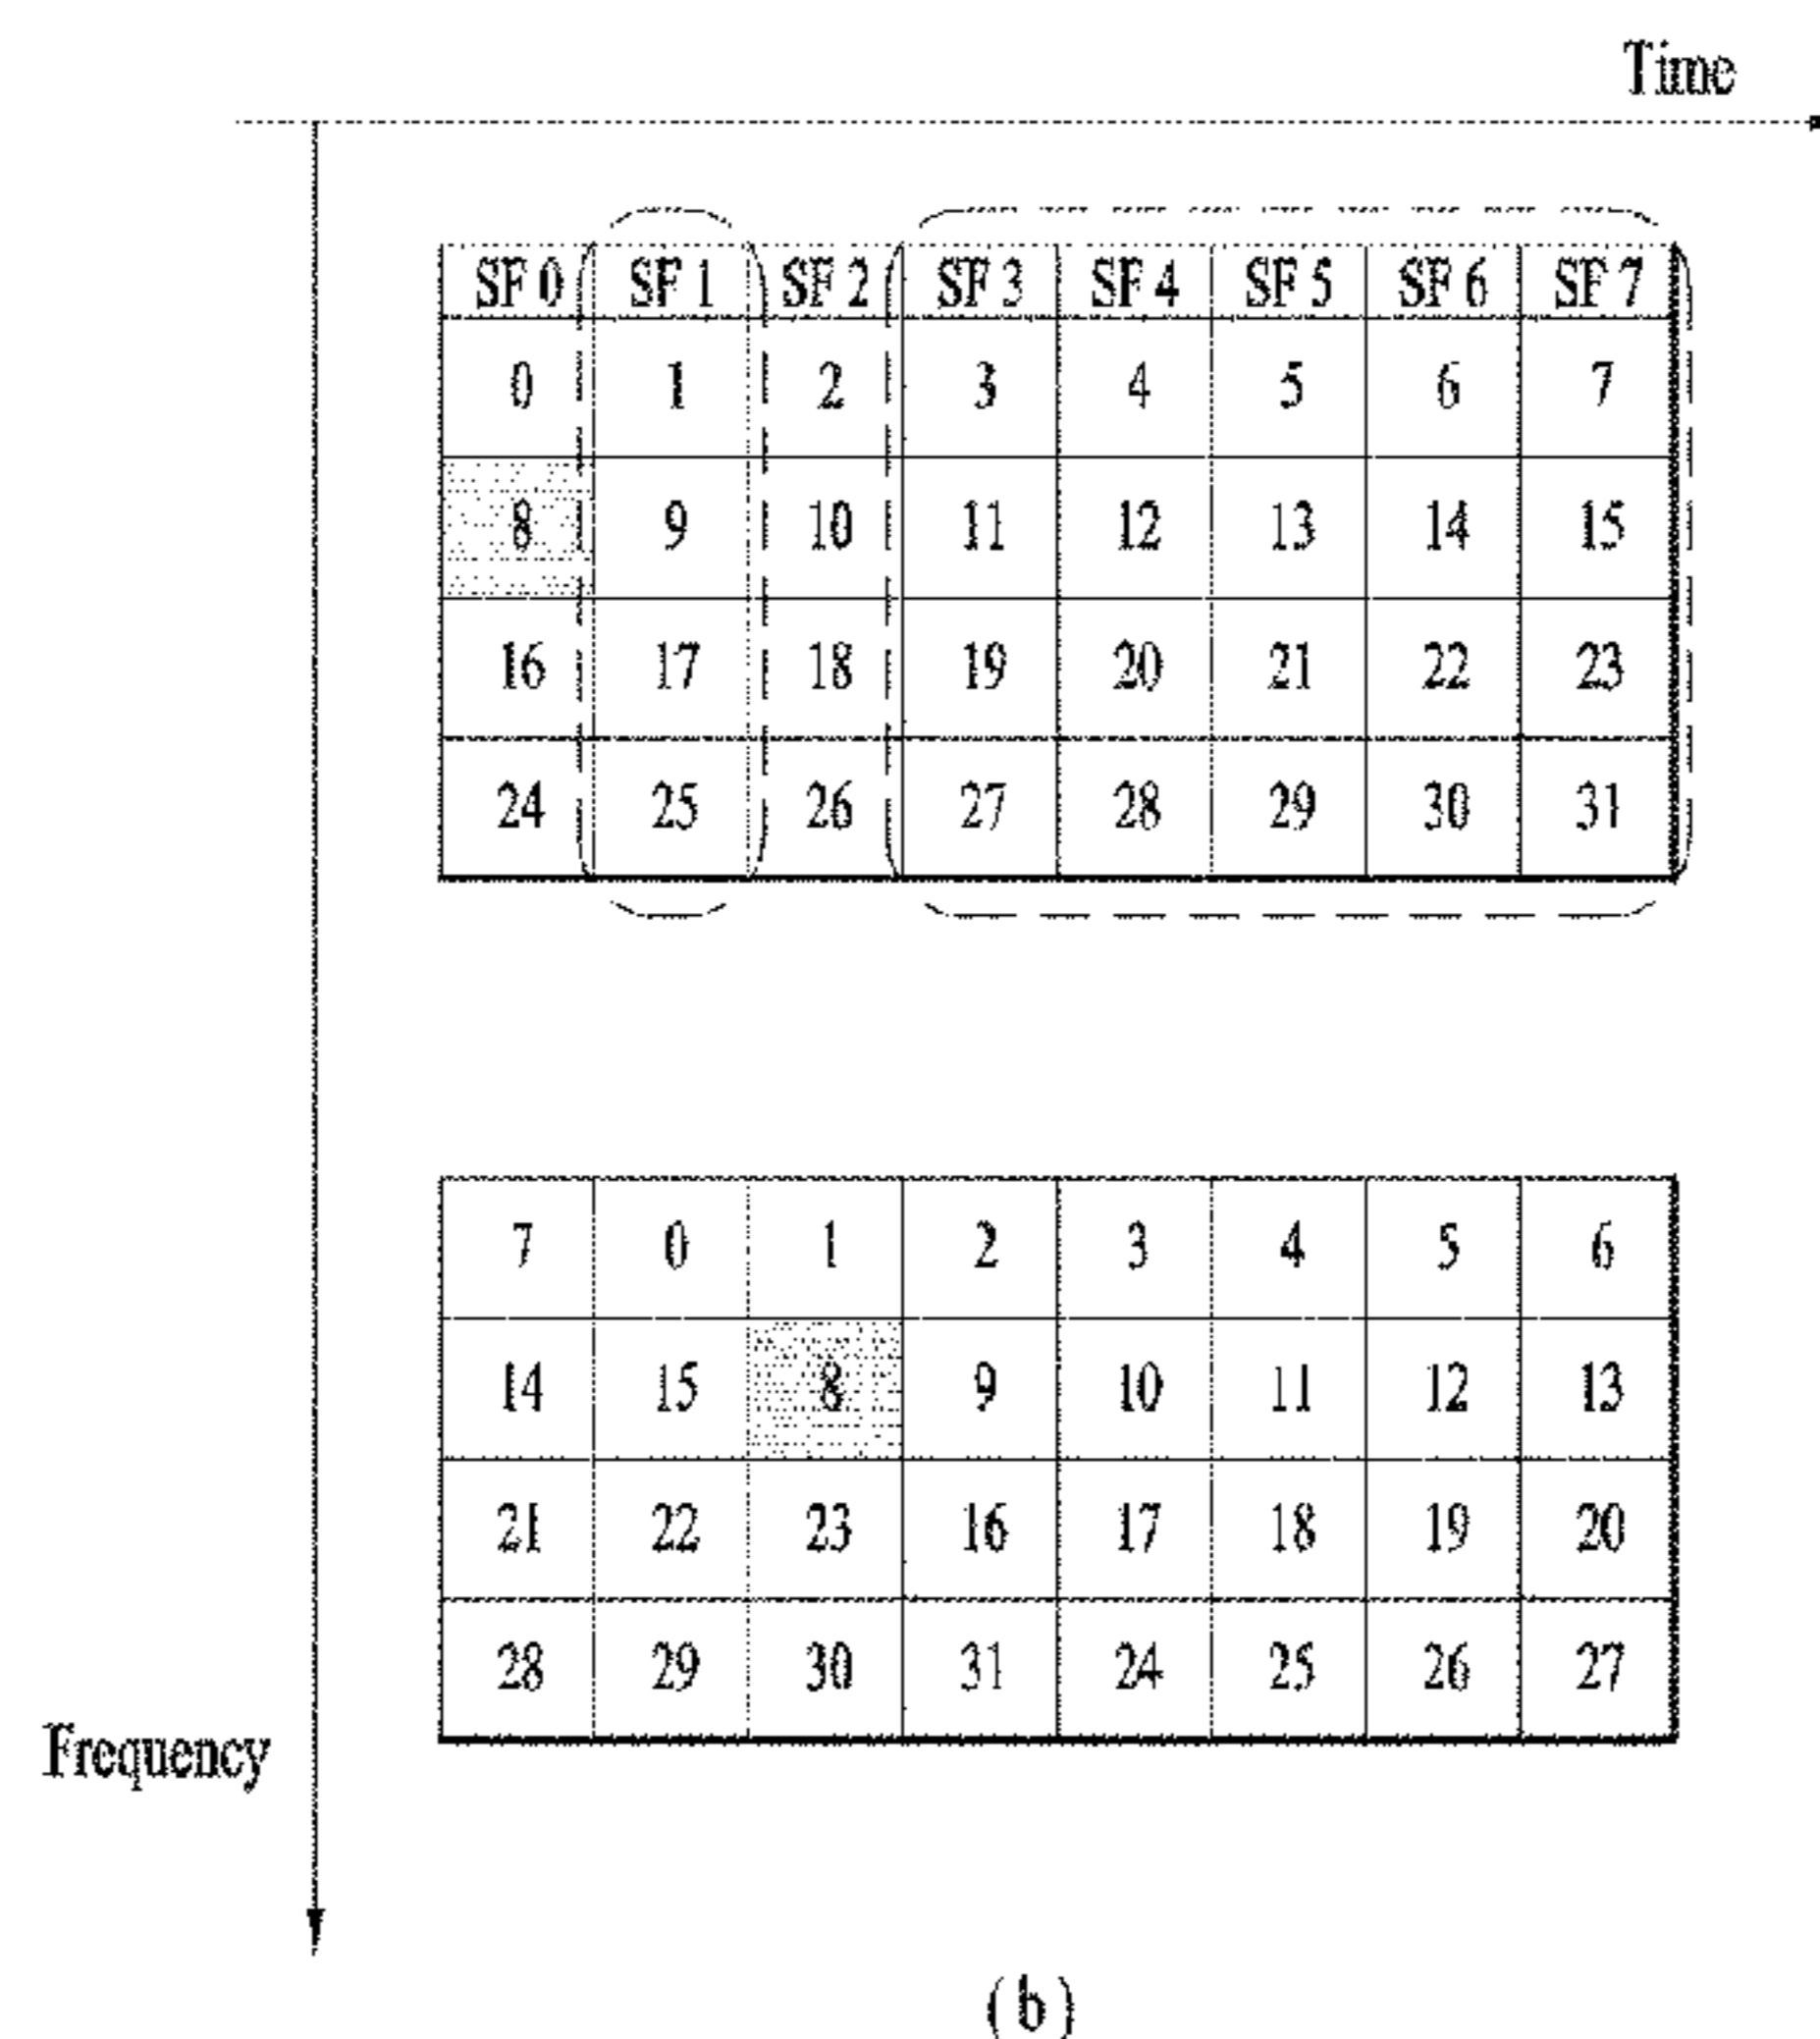 Time
SF 0 SF 1 SF 2 SF 3 SF 4 SF 5 SF 6 SF 7
0 1 2 3 4 5 6 7
8 9 10 11 12 13 14 15
16 17 18 19 20 21 22 23
24 25 26 27 28 29 30 31
7 0 1 2 3 4 5 6
14 15 8 9 10 11 12 13
21 22 23 16 17 18 19 20
28 29 30 31 24 25 26 27
Frequency
(b)